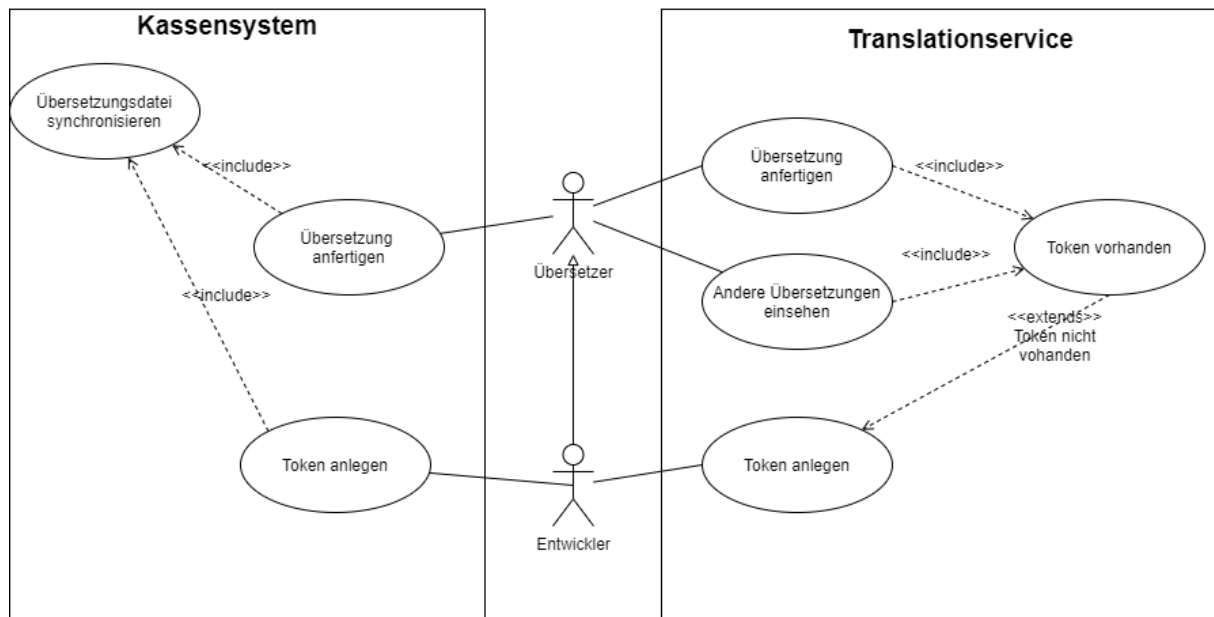 Kassensystem
Übersetzungsdatei
synchronisieren
<<include>>
Übersetzung
anfertigen
<<include>>
Token anlegen
Übersetzer
Entwickler
Translationservice
Übersetzung
anfertigen
<<include>>
Token vorhanden
<<include>>
Andere Übersetzungen
einsehen
<<extends>>
Token nicht
vohanden
Token anlegen